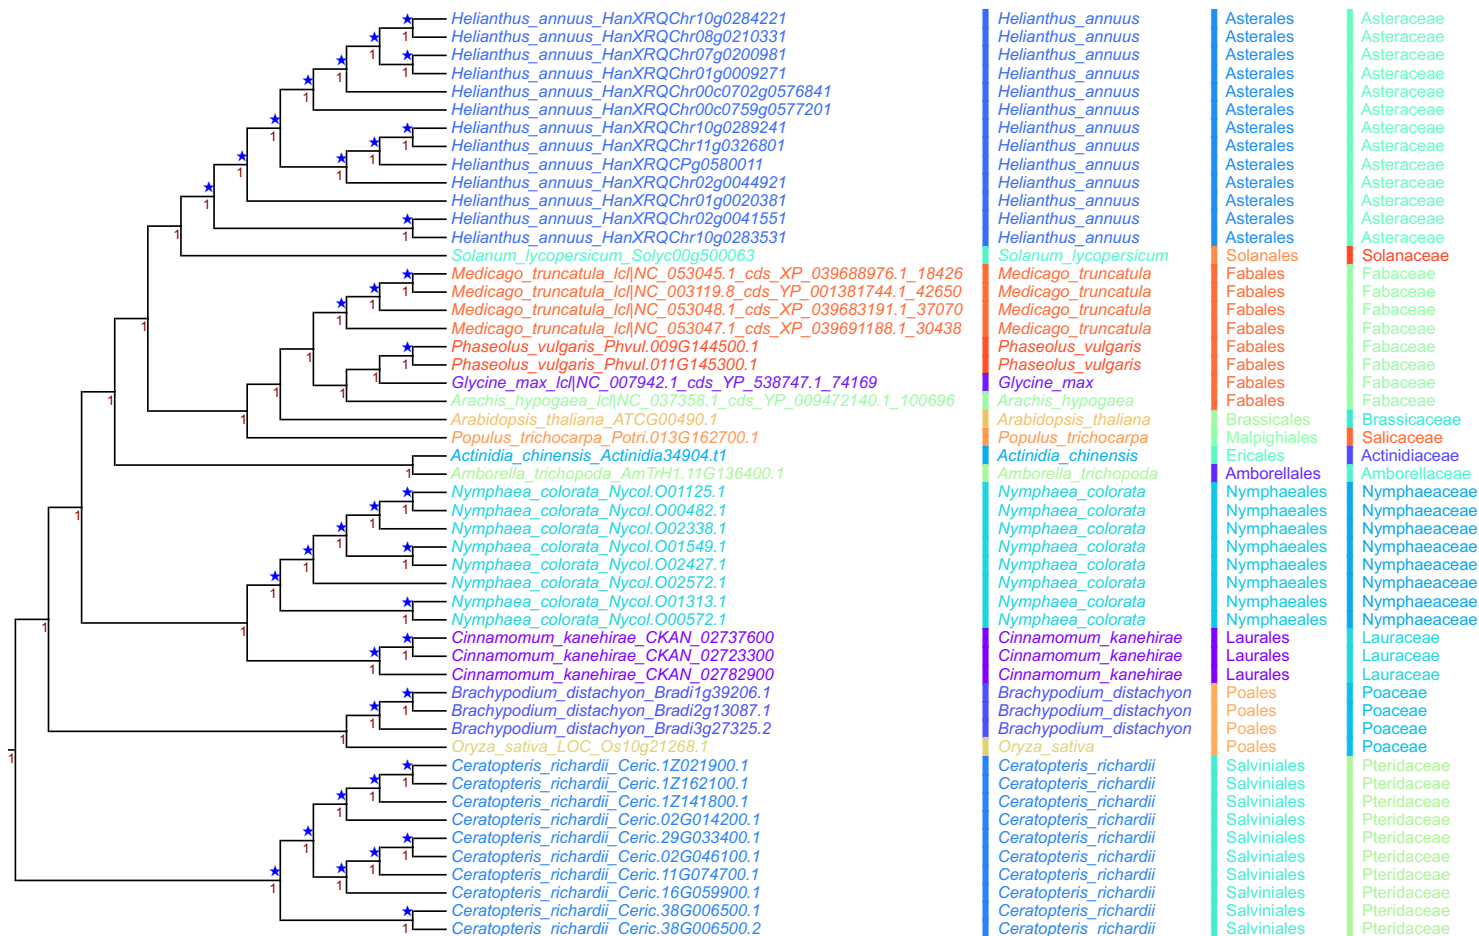 Helianthus_annuus_HanXRQChr10g0284221 Helianthus_annuus Asterales Asteraceae
Helianthus_annuus_HanXRQChr08g0210331 Helianthus_annuus Asterales Asteraceae
Helianthus_annuus_HanXRQChr07g0200981 Helianthus_annuus Asterales Asteraceae
Helianthus_annuus_HanXRQChr01g0009271 Helianthus_annuus Asterales Asteraceae
Helianthus_annuus_HanXRQChr00c0702g0576841 Helianthus_annuus Asterales Asteraceae
Helianthus_annuus_HanXRQChr00c0759g0577201 Helianthus_annuus Asterales Asteraceae
Helianthus_annuus_HanXRQChr10g0289241 Helianthus_annuus Asterales Asteraceae
Helianthus_annuus_HanXRQChr11g0326801 Helianthus_annuus Asterales Asteraceae
Helianthus_annuus_HanXRQCPg0580011 Helianthus_annuus Asterales Asteraceae
Helianthus_annuus_HanXRQChr02g0044921 Helianthus_annuus Asterales Asteraceae
Helianthus_annuus_HanXRQChr01g0020381 Helianthus_annuus Asterales Asteraceae
Helianthus_annuus_HanXRQChr02g0041551 Helianthus_annuus Asterales Asteraceae
Helianthus_annuus_HanXRQChr10g0283531 Helianthus_annuus Asterales Asteraceae
Solanum_lycopersicum_Solyc00g500063 Solanum_lycopersicum Solanales Solanaceae
Medicago_truncatula_lcl|NC_053045.1_cds_XP_039688976.1_18426 Medicago_truncatula Fabales Fabaceae
Medicago_truncatula_lcl|NC_003119.8_cds_YP_001381744.1_42650 Medicago_truncatula Fabales Fabaceae
Medicago_truncatula_lcl|NC_053048.1_cds_XP_039683191.1_37070 Medicago_truncatula Fabales Fabaceae
Medicago_truncatula_lcl|NC_053047.1_cds_XP_039691188.1_30438 Medicago_truncatula Fabales Fabaceae
Phaseolus_vulgaris_Phvul.009G144500.1 Phaseolus_vulgaris Fabales Fabaceae
Phaseolus_vulgaris_Phvul.011G145300.1 Phaseolus_vulgaris Fabales Fabaceae
Glycine_max_lcl|NC_007942.1_cds_YP_538747.1_74169 Glycine_max Fabales Fabaceae
Arachis_hypogaea_lcl|NC_037358.1_cds_YP_009472140.1_100696 Arachis_hypogaea Fabales Fabaceae
Arabidopsis_thaliana_ATCG00490.1 Arabidopsis_thaliana Brassicales Brassicaceae
Populus_trichocarpa_Potri.013G162700.1 Populus_trichocarpa Malpighiales Salicaceae
Actinidia_chinensis_Actinidia34904.t1 Actinidia_chinensis Ericales Actinidiaceae
Amborella_trichopoda_AmTrH1.11G136400.1 Amborella_trichopoda Amborellales Amborellaceae
Nymphaea_colorata_Nycol.O01125.1 Nymphaea_colorata Nymphaeales Nymphaeaceae
Nymphaea_colorata_Nycol.O00482.1 Nymphaea_colorata Nymphaeales Nymphaeaceae
Nymphaea_colorata_Nycol.O02338.1 Nymphaea_colorata Nymphaeales Nymphaeaceae
Nymphaea_colorata_Nycol.O01549.1 Nymphaea_colorata Nymphaeales Nymphaeaceae
Nymphaea_colorata_Nycol.O02427.1 Nymphaea_colorata Nymphaeales Nymphaeaceae
Nymphaea_colorata_Nycol.O02572.1 Nymphaea_colorata Nymphaeales Nymphaeaceae
Nymphaea_colorata_Nycol.O01313.1 Nymphaea_colorata Nymphaeales Nymphaeaceae
Nymphaea_colorata_Nycol.O00572.1 Nymphaea_colorata Nymphaeales Nymphaeaceae
Cinnamomum_kanehirae_CKAN_02737600 Cinnamomum_kanehirae Laurales Lauraceae
Cinnamomum_kanehirae_CKAN_02723300 Cinnamomum_kanehirae Laurales Lauraceae
Cinnamomum_kanehirae_CKAN_02782900 Cinnamomum_kanehirae Laurales Lauraceae
Brachypodium_distachyon_Bradi1g39206.1 Brachypodium_distachyon Poales Poaceae
Brachypodium_distachyon_Bradi2g13087.1 Brachypodium_distachyon Poales Poaceae
Brachypodium_distachyon_Bradi3g27325.2 Brachypodium_distachyon Poales Poaceae
Oryza_sativa_LOC_Os10g21268.1 Oryza_sativa Poales Poaceae
Ceratopteris_richardii_Ceric.1Z021900.1 Ceratopteris_richardii Salviniales Pteridaceae
Ceratopteris_richardii_Ceric.1Z162100.1 Ceratopteris_richardii Salviniales Pteridaceae
Ceratopteris_richardii_Ceric.1Z141800.1 Ceratopteris_richardii Salviniales Pteridaceae
Ceratopteris_richardii_Ceric.02G014200.1 Ceratopteris_richardii Salviniales Pteridaceae
Ceratopteris_richardii_Ceric.29G033400.1 Ceratopteris_richardii Salviniales Pteridaceae
Ceratopteris_richardii_Ceric.02G046100.1 Ceratopteris_richardii Salviniales Pteridaceae
Ceratopteris_richardii_Ceric.11G074700.1 Ceratopteris_richardii Salviniales Pteridaceae
Ceratopteris_richardii_Ceric.16G059900.1 Ceratopteris_richardii Salviniales Pteridaceae
Ceratopteris_richardii_Ceric.38G006500.1 Ceratopteris_richardii Salviniales Pteridaceae
Ceratopteris_richardii_Ceric.38G006500.2 Ceratopteris_richardii Salviniales Pteridaceae